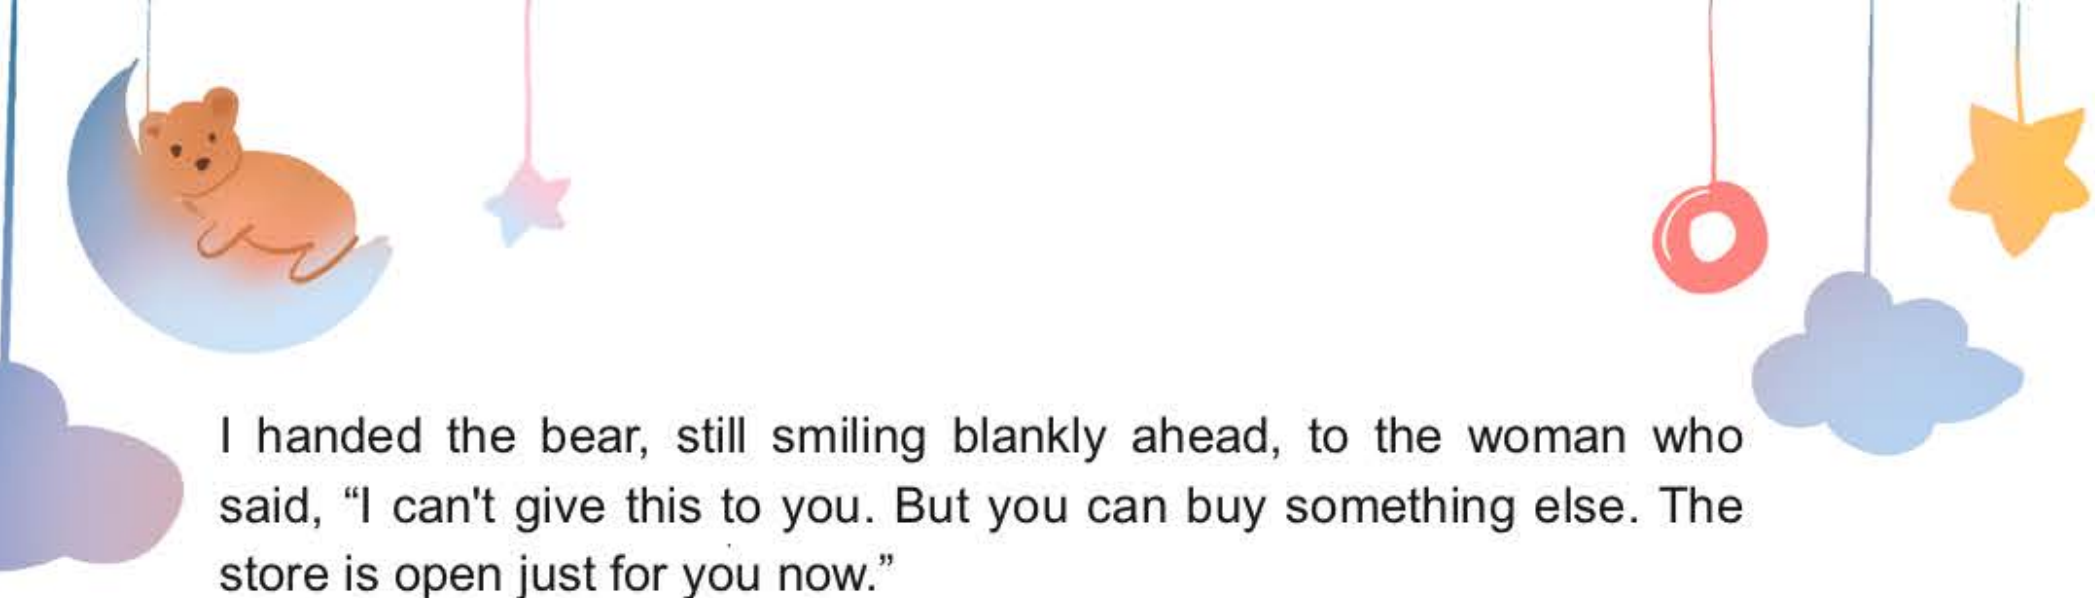 I handed the bear, still smiling blankly ahead, to the woman who
said, “I can't give this to you. But you can buy something else. The
store is open just for you now.”